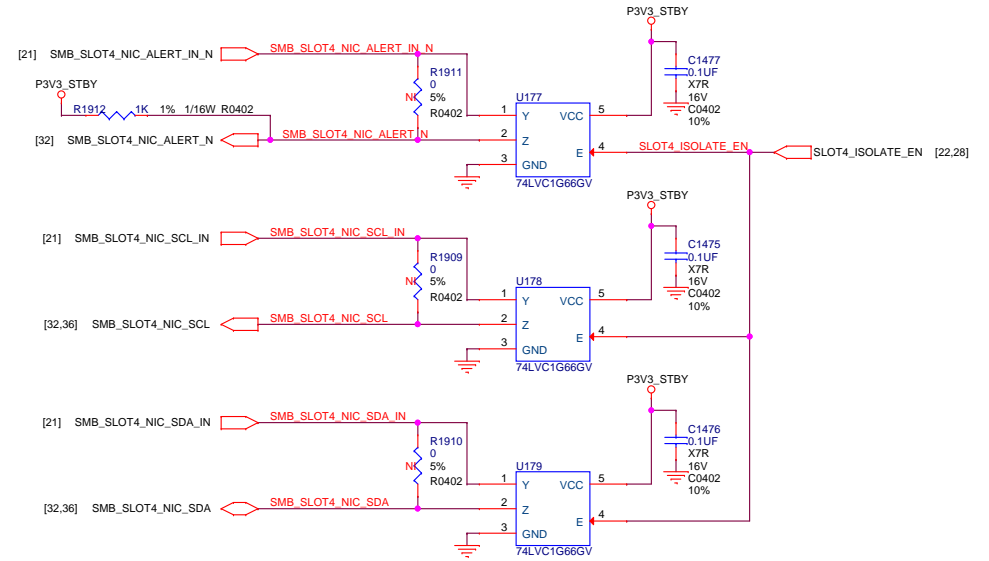 P3V3_STBY
[21] SMB_SLOT4_NIC_ALERT_IN_N
SMB_SLOT4_NIC_ALERT_IN_N
C1477
0.1UF
X7R
16V
C0402
10%
R1911
0
5%
R0402
P3V3_STBY
R1912 1K 1% 1/16W R0402
U177
1 Y VCC 5
[32] SMB_SLOT4_NIC_ALERT_N
SMB_SLOT4_NIC_ALERT_N
2 Z
E 4
SLOT4_ISOLATE_EN
SLOT4_ISOLATE_EN [22,28]
3 GND
74LVC1G66GV
P3V3_STBY
[21] SMB_SLOT4_NIC_SCL_IN
SMB_SLOT4_NIC_SCL_IN
C1475
0.1UF
X7R
16V
C0402
10%
R1909
0
5%
R0402
U178
1 Y VCC 5
[32,36] SMB_SLOT4_NIC_SCL
SMB_SLOT4_NIC_SCL
2 Z
E 4
3 GND
74LVC1G66GV
P3V3_STBY
[21] SMB_SLOT4_NIC_SDA_IN
SMB_SLOT4_NIC_SDA_IN
C1476
0.1UF
X7R
16V
C0402
10%
R1910
0
5%
R0402
U179
1 Y VCC 5
[32,36] SMB_SLOT4_NIC_SDA
SMB_SLOT4_NIC_SDA
2 Z
E 4
3 GND
74LVC1G66GV